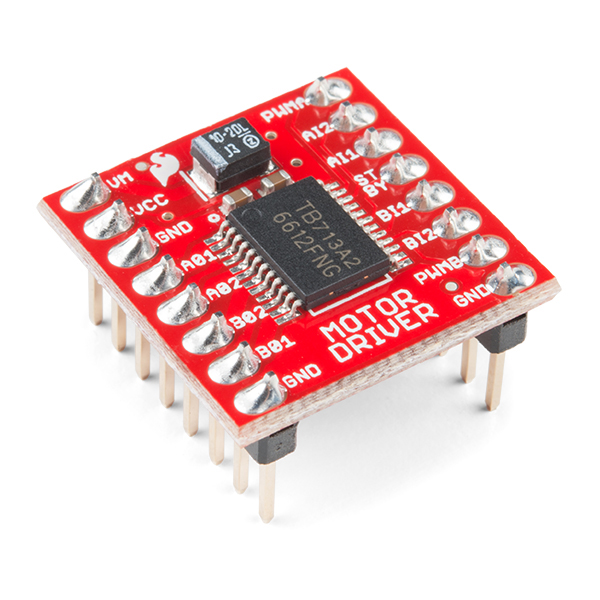 PWMA
AI2
AI1
ST
BY
BI1
BI2
PWMB
GND
10-20L
J3
VM
VCC
GND
A01
A02
B02
B01
GND
TB713A2
6612FNG
MOTOR
DRIVER